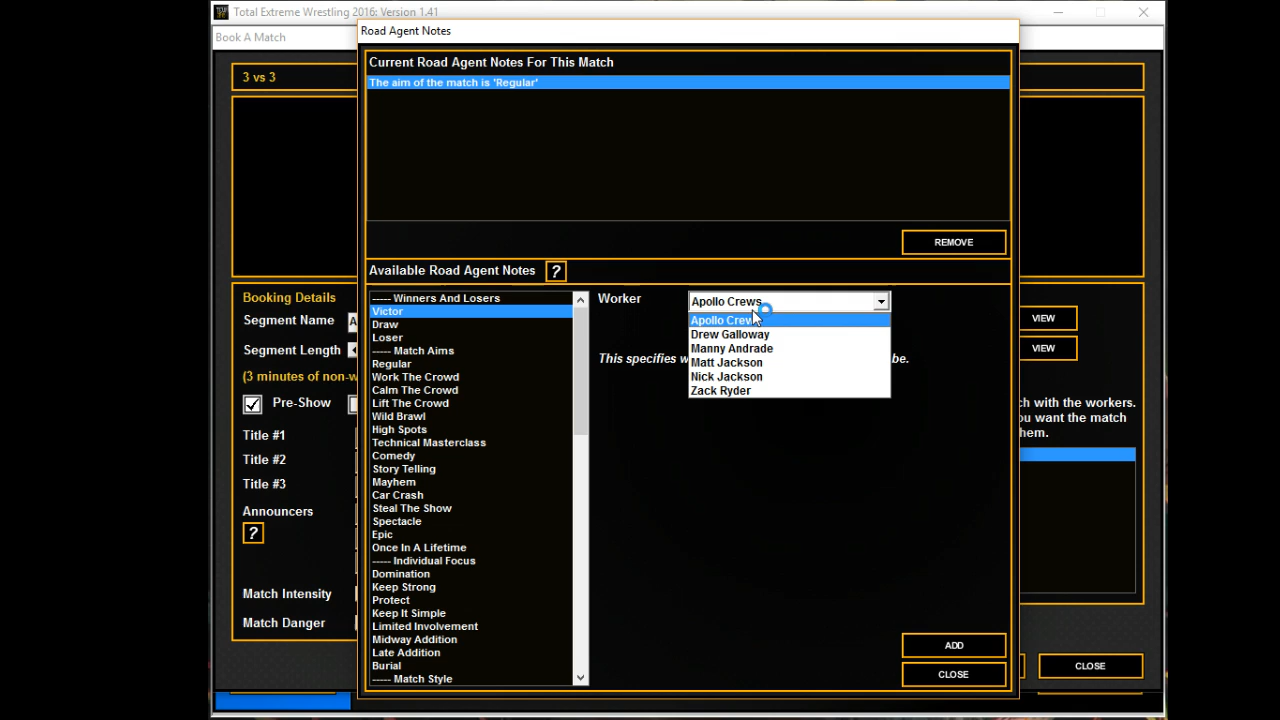 Total Extreme Wrestling 2016: Version 1.41
Book A Match
Road Agent Notes
3 vs 3
Current Road Agent Notes For This Match
The aim of the match is 'Regular'
REMOVE
Available Road Agent Notes ?
----- Winners And Losers
Victor
Draw
Loser
----- Match Aims
Regular
Work The Crowd
Calm The Crowd
Lift The Crowd
Wild Brawl
High Spots
Technical Masterclass
Comedy
Story Telling
Mayhem
Car Crash
Steal The Show
Spectacle
Epic
Once In A Lifetime
----- Individual Focus
Domination
Keep Strong
Protect
Keep It Simple
Limited Involvement
Midway Addition
Late Addition
Burial
----- Match Style
Worker
Apollo Crews
Apollo Crews
Drew Galloway
Manny Andrade
Matt Jackson
Nick Jackson
Zack Ryder
This specifies w
be.
ADD
CLOSE
Booking Details
Segment Name A
Segment Length
(3 minutes of non-w
Pre-Show
Title #1
Title #2
Title #3
Announcers
?
Match Intensity
Match Danger
VIEW
VIEW
ch with the workers.
ou want the match
hem.
CLOSE